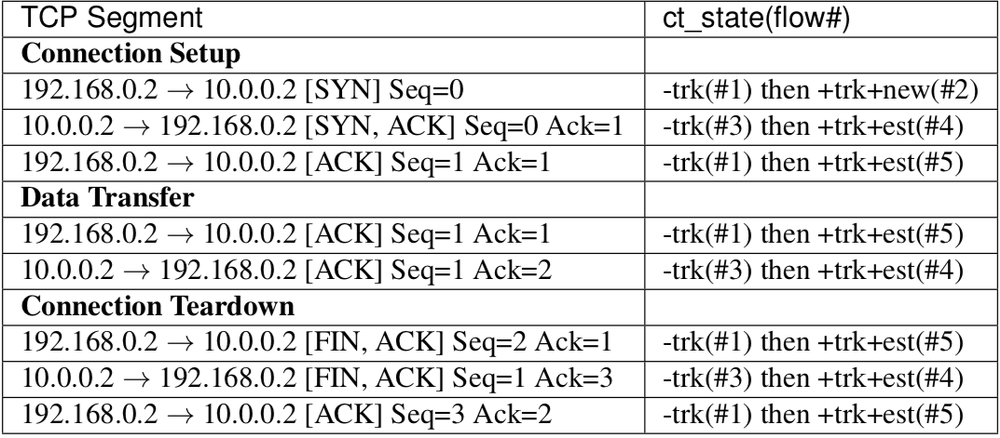 TCP Segment ct_state(flow#)
Connection Setup
192.168.0.2 → 10.0.0.2 [SYN] Seq=0 -trk(#1) then +trk+new(#2)
10.0.0.2 → 192.168.0.2 [SYN, ACK] Seq=0 Ack=1 -trk(#3) then +trk+est(#4)
192.168.0.2 → 10.0.0.2 [ACK] Seq=1 Ack=1 -trk(#1) then +trk+est(#5)
Data Transfer
192.168.0.2 → 10.0.0.2 [ACK] Seq=1 Ack=1 -trk(#1) then +trk+est(#5)
10.0.0.2 → 192.168.0.2 [ACK] Seq=1 Ack=2 -trk(#3) then +trk+est(#4)
Connection Teardown
192.168.0.2 → 10.0.0.2 [FIN, ACK] Seq=2 Ack=1 -trk(#1) then +trk+est(#5)
10.0.0.2 → 192.168.0.2 [FIN, ACK] Seq=1 Ack=3 -trk(#3) then +trk+est(#4)
192.168.0.2 → 10.0.0.2 [ACK] Seq=3 Ack=2 -trk(#1) then +trk+est(#5)